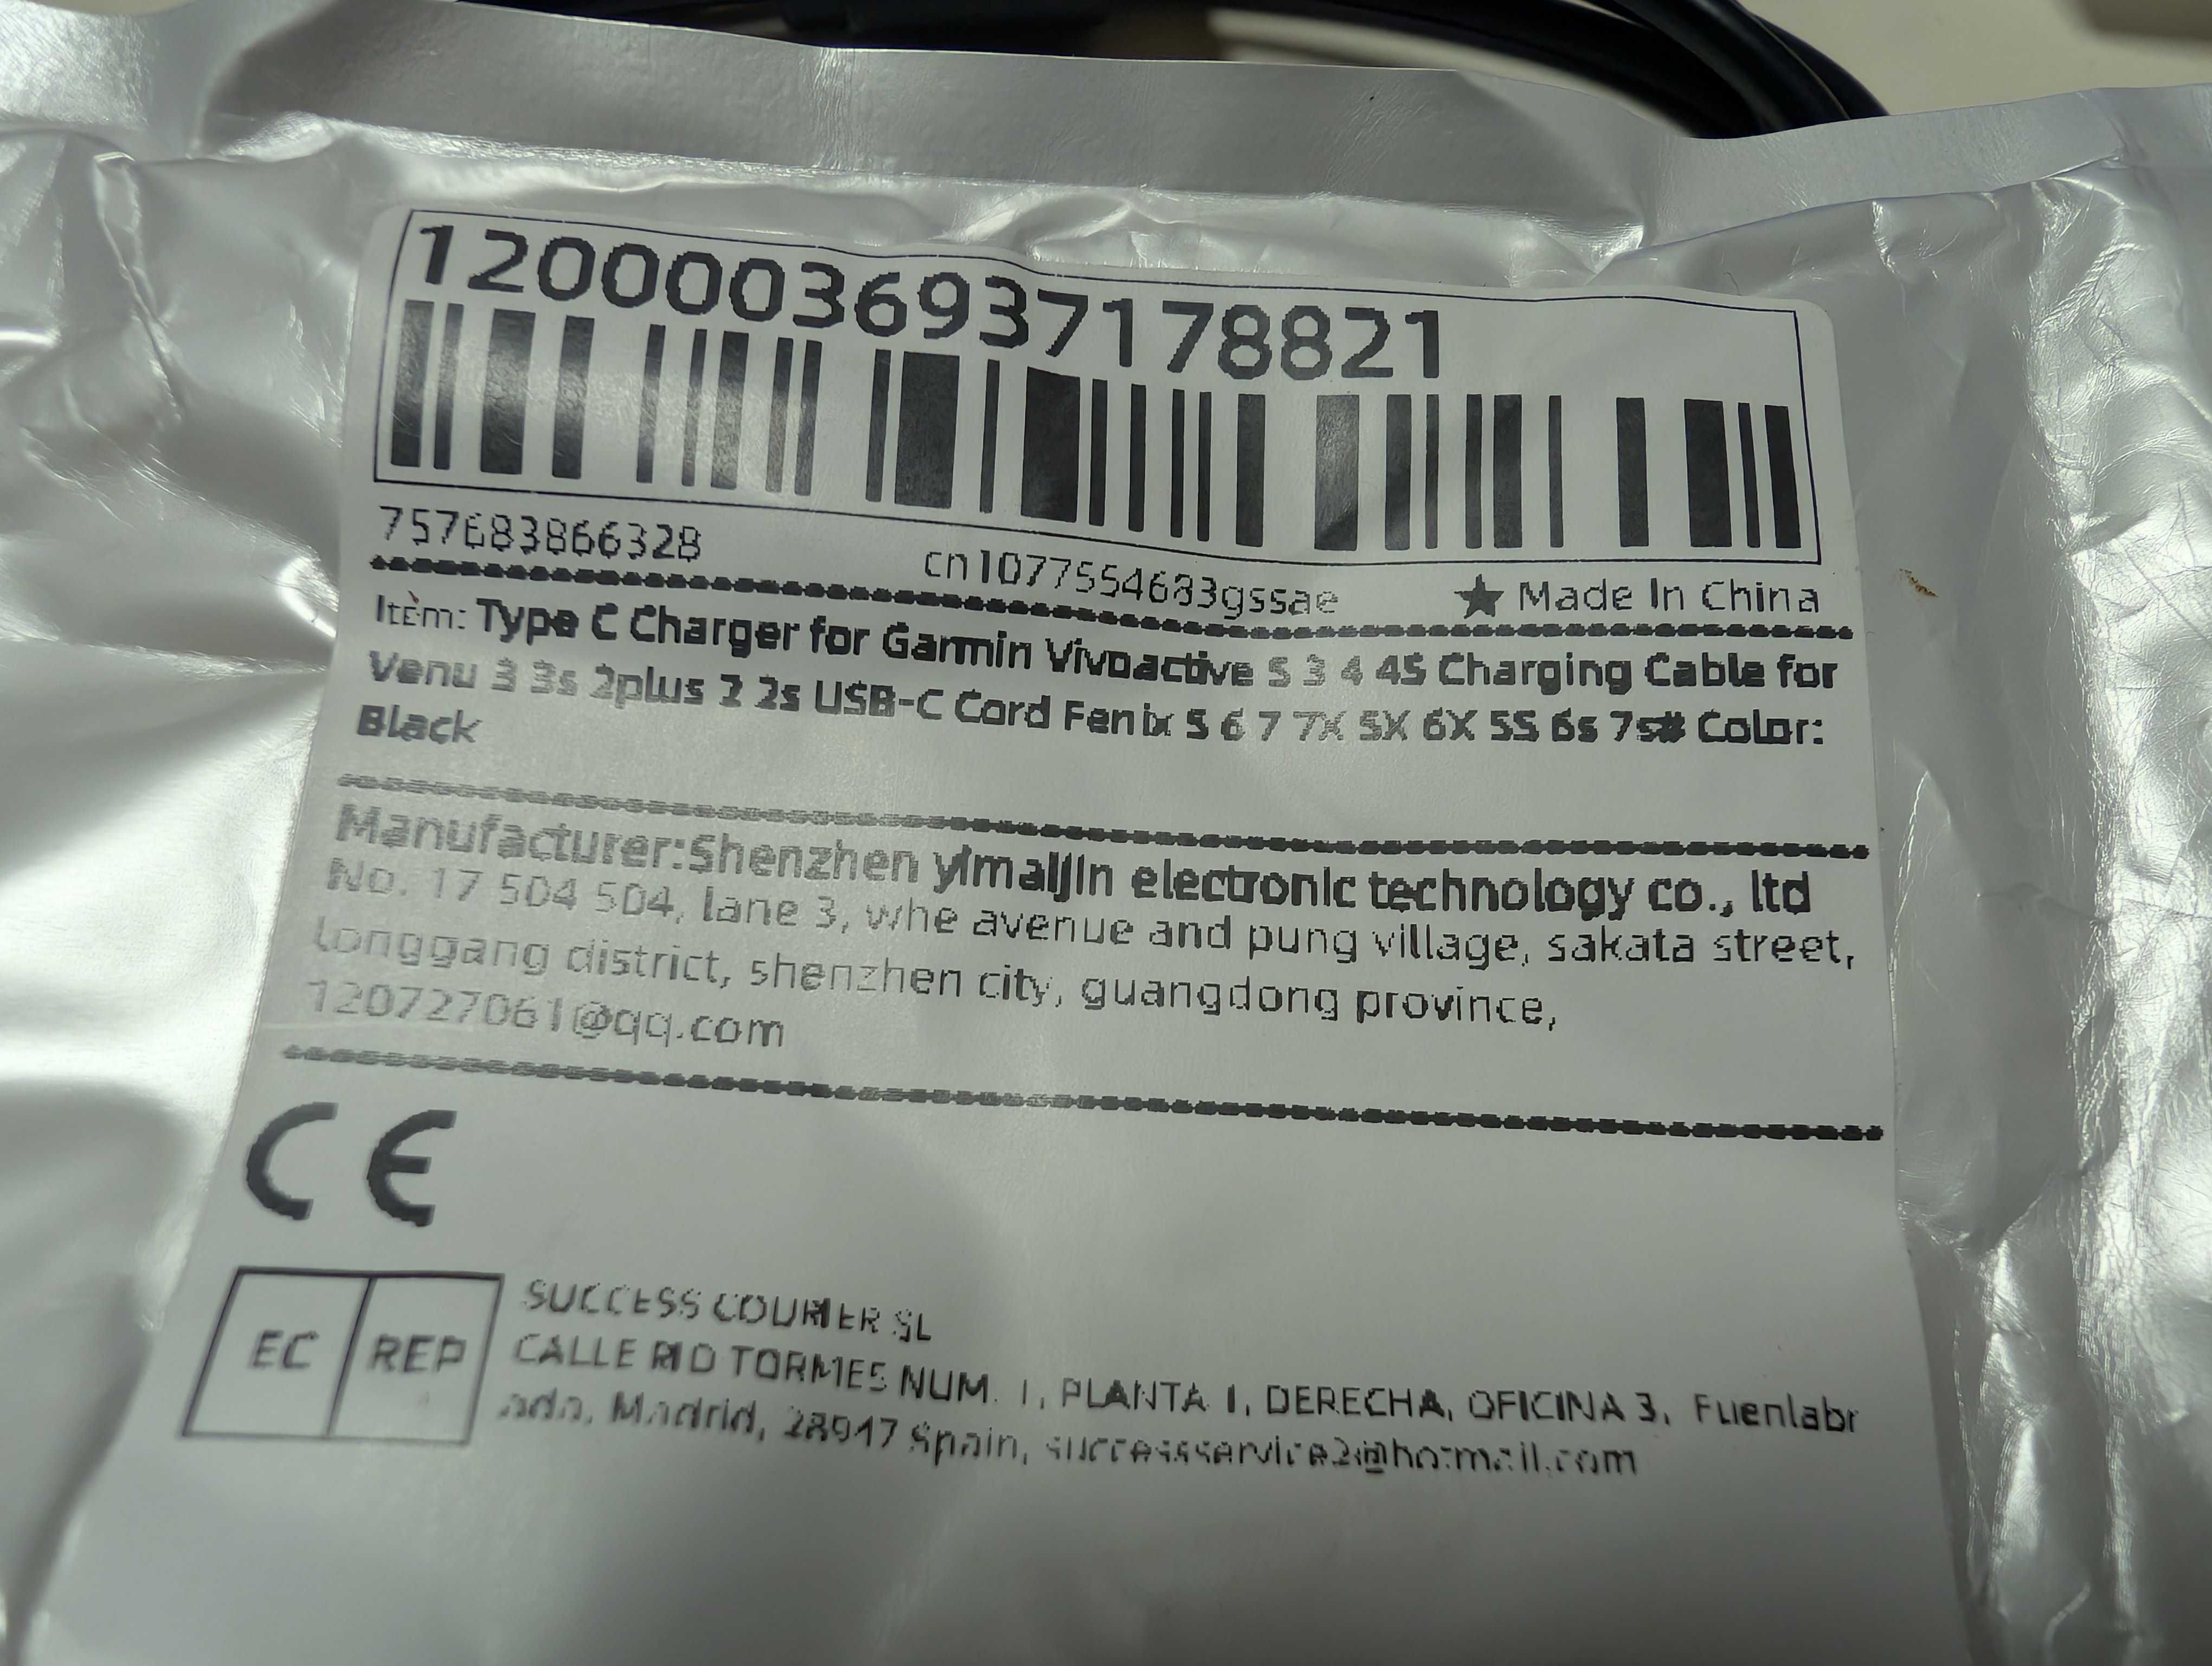 12000036937178821
757683866328 cn1077554683gssae ★ Made In China
Item: Type C Charger for Garmin Vivoactive 5 3 4 4S Charging Cable for
Venu 3 3s 2plus 2 2s USB-C Cord Fenix 5 6 7 7X 5X 6X 5S 6s 7s# Color:
Black
Manufacturer:Shenzhen yimaijin electronic technology co., ltd
No. 17 504 504, lane 3, whe avenue and pung village, sakata street,
longgang district, shenzhen city, guangdong province,
120727061@qq.com
CE
EC REP
SUCCESS COURIER SL
CALLE RIO TORMES NUM. 1, PLANTA 1, DERECHA, OFICINA 3, Fuenlabr
ada, Madrid, 28947 Spain, successservice2@hotmail.com